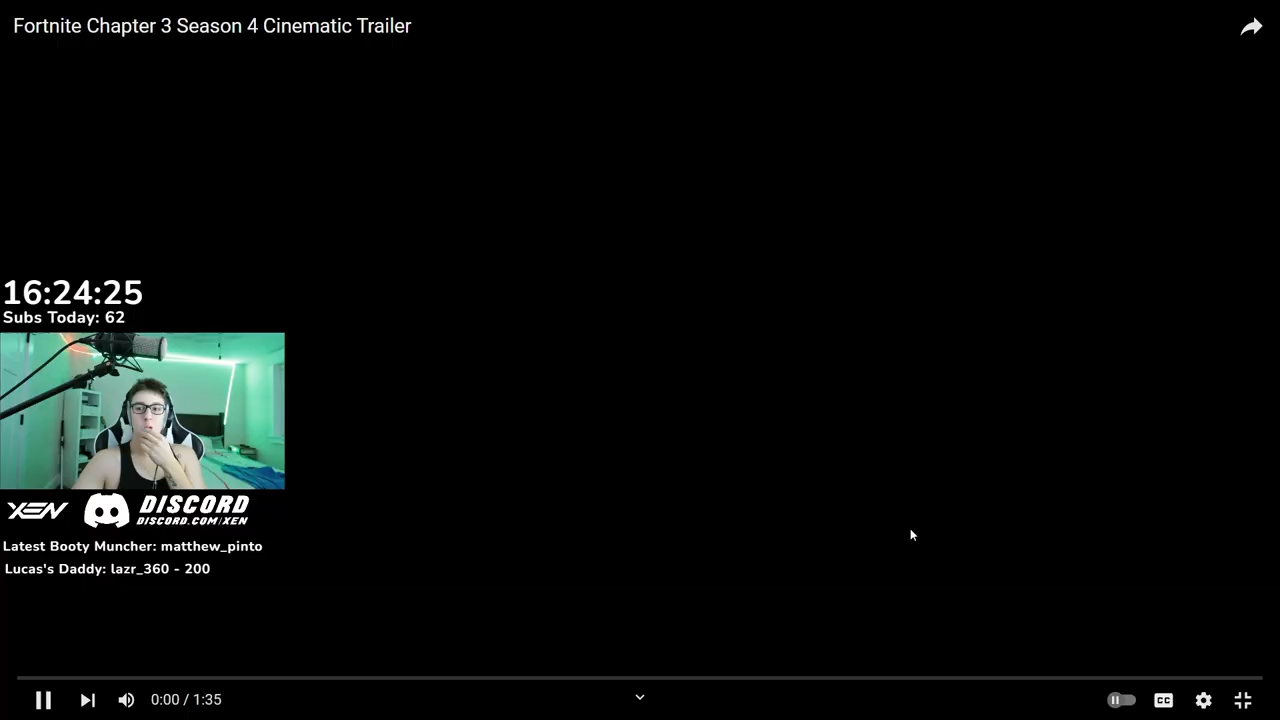 Fortnite Chapter 3 Season 4 Cinematic Trailer
16:24:25
Subs Today: 62
XEN
DISCORD
DISCORD.COM/XEN
Latest Booty Muncher: matthew_pinto
Lucas's Daddy: lazr_360 - 200
0:00 / 1:35
CC